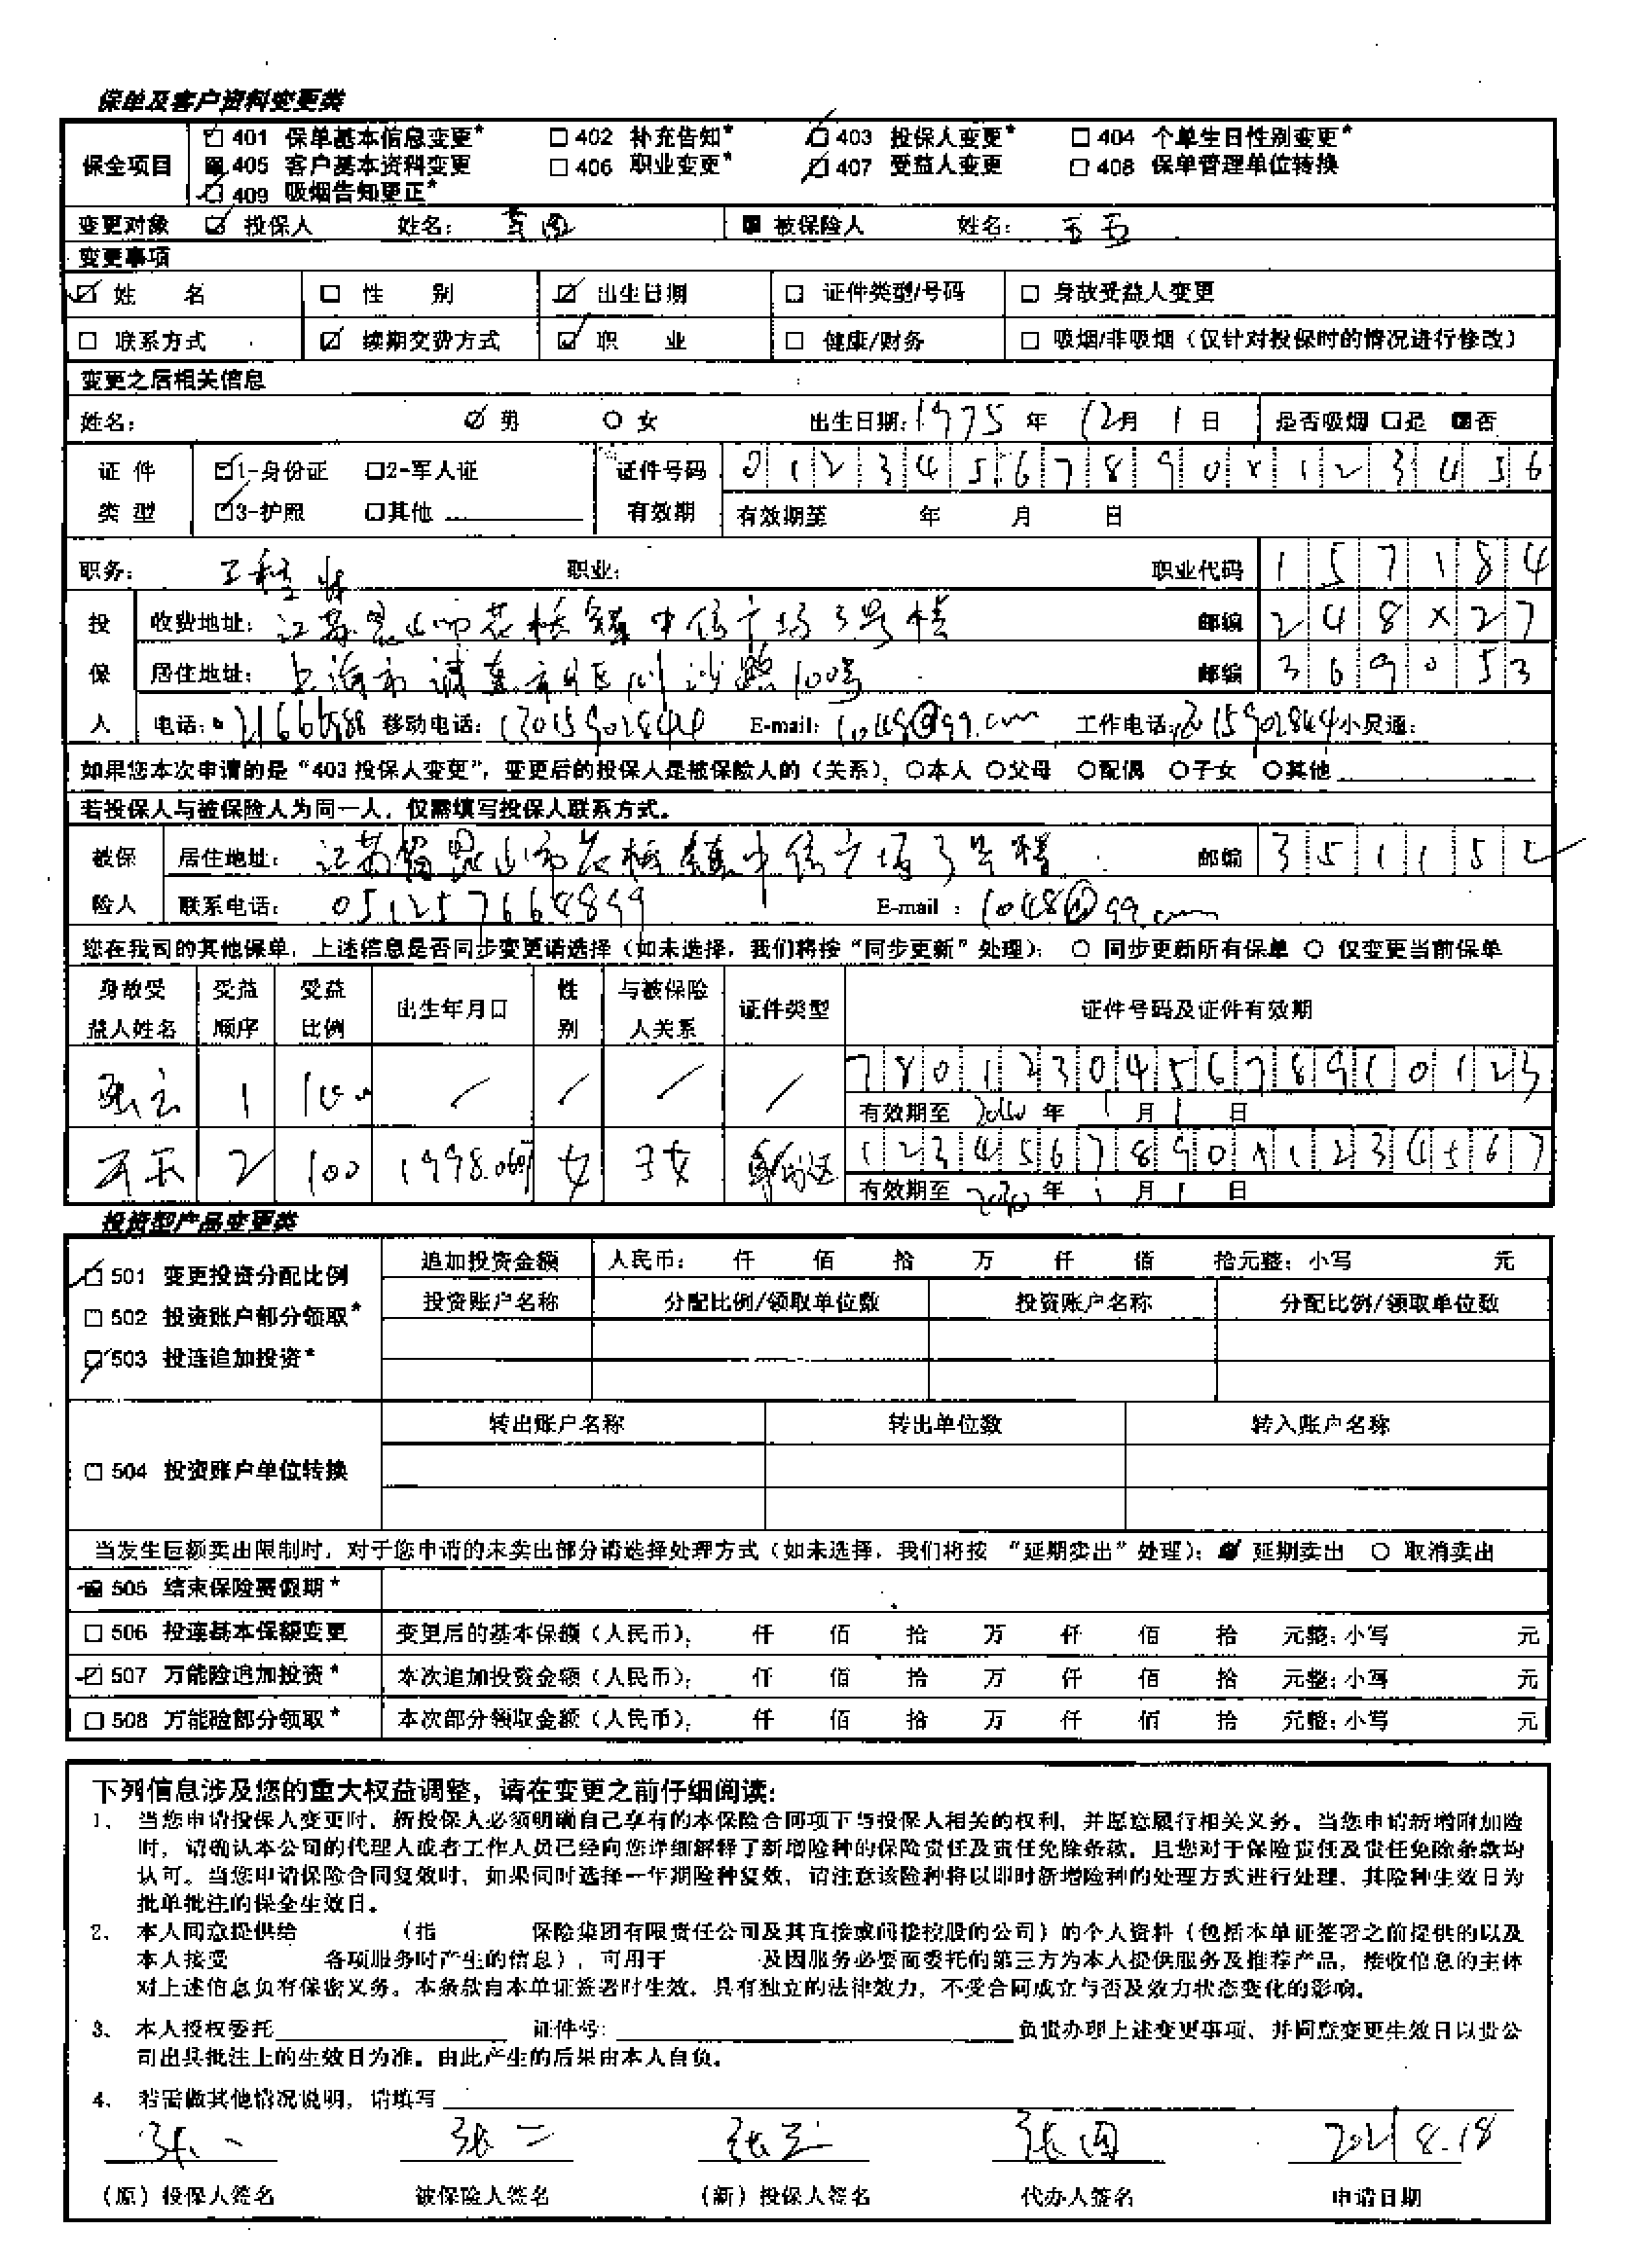 保单及客户资料变更类
保全项目 ☑ 401 保单基本信息变更* □ 402 补充告知* ☑ 403 投保人变更* □ 404 个单生日性别变更*
■ 405 客户基本资料变更 □ 406 职业变更* ☑ 407 受益人变更 □ 408 保单管理单位转换
☑ 409 吸烟告知更正*
变更对象 ☑ 投保人 姓名： ■ 被保险人 姓名： 王五
变更事项
☑ 姓 名 □ 性 别 ☑ 出生日期 □ 证件类型/号码 □ 身故受益人变更
□ 联系方式 ☑ 续期交费方式 ☑ 职 业 □ 健康/财务 □ 吸烟/非吸烟（仅针对投保时的情况进行修改）
变更之后相关信息
姓名： ☑ 男 ○ 女 出生日期：1975 年 12月 1 日 是否吸烟 □是 ■否
证 件 ☑1-身份证 □2-军人证 证件号码 0 1 2 3 4 5 6 7 8 9 0 x 1 2 3 4 5 6
类 型 ☑3-护照 □其他 有效期 有效期至 年 月 日
职务： 工程师 职业： 职业代码 1 5 7 1 8 4
投 收费地址： 江苏昆山市花桥镇中信广场3号楼 邮编 2 4 8 x 2 7
保 居住地址： 上海市浦东新区川沙路100号 邮编 3 6 9 0 5 3
人 电话： 21666888 移动电话：13015902844 E-mail：1048@99.com 工作电话：2015902844 小灵通：
如果您本次申请的是“403 投保人变更”，变更后的投保人是被保险人的（关系），○本人 ○父母 ○配偶 ○子女 ○其他
若投保人与被保险人为同一人，仅需填写投保人联系方式。
被保 居住地址： 江苏省昆山市花桥镇中信广场3号楼 邮编 3 5 1 1 5 2
险人 联系电话： 051257668899 E-mail ：1048@99.com
您在我司的其他保单，上述信息是否同步变更请选择（如未选择，我们将按“同步更新”处理）： ○ 同步更新所有保单 ○ 仅变更当前保单
身故受益人姓名 受益顺序 受益比例 出生年月日 性别 与被保险人关系 证件类型 证件号码及证件有效期
1 100 / / / / 7 8 0 1 2 3 0 4 5 6 7 8 9 1 0 1 2 3
有效期至 2040 年 1 月 1 日
2 100 1998.0601 女 子女 身份证 1 2 3 4 5 6 7 8 9 0 x 1 2 3 4 5 6 7
有效期至 2030 年 1 月 1 日
投资型产品变更类
☑ 501 变更投资分配比例 追加投资金额 人民币： 仟 佰 拾 万 仟 佰 拾元整；小写 元
□ 502 投资账户部分领取* 投资账户名称 分配比例/领取单位数 投资账户名称 分配比例/领取单位数
☑ 503 投连追加投资*
转出账户名称 转出单位数 转入账户名称
□ 504 投资账户单位转换
当发生巨额卖出限制时，对于您申请的未卖出部分请选择处理方式（如未选择，我们将按 “延期卖出”处理）： ● 延期卖出 ○ 取消卖出
■ 505 结束保险费假期*
□ 506 投连基本保额变更 变更后的基本保额（人民币）： 仟 佰 拾 万 仟 佰 拾 元整；小写 元
☑ 507 万能险追加投资* 本次追加投资金额（人民币）： 仟 佰 拾 万 仟 佰 拾 元整；小写 元
□ 508 万能险部分领取* 本次部分领取金额（人民币）： 仟 佰 拾 万 仟 佰 拾 元整；小写 元
下列信息涉及您的重大权益调整，请在变更之前仔细阅读：
1、 当您申请投保人变更时，新投保人必须明确自己享有的本保险合同项下与投保人相关的权利，并愿意履行相关义务。当您申请新增附加险
时，请确认本公司的代理人或者工作人员已经向您详细解释了新增险种的保险责任及责任免除条款，且您对于保险责任及责任免除条款均
认可。当您申请保险合同复效时，如果同时选择一年期险种复效，请注意该险种将以即时新增险种的处理方式进行处理，其险种生效日为
批单批注的保全生效日。
2、 本人同意提供给 （指 保险集团有限责任公司及其直接或间接控股的公司）的个人资料（包括本单证签署之前提供的以及
本人接受 各项服务时产生的信息），可用于 及因服务必要而委托的第三方为本人提供服务及推荐产品，接收信息的主体
对上述信息负有保密义务。本条款自本单证签署时生效，具有独立的法律效力，不受合同成立与否及效力状态变化的影响。
3、 本人授权委托 证件号： 负责办理上述变更事项，并同意变更生效日以贵公
司出具批注上的生效日为准。由此产生的后果由本人自负。
4、 若需做其他情况说明，请填写
张一 张二 张三 张四 2021 8.18
（原）投保人签名 被保险人签名 （新）投保人签名 代办人签名 申请日期